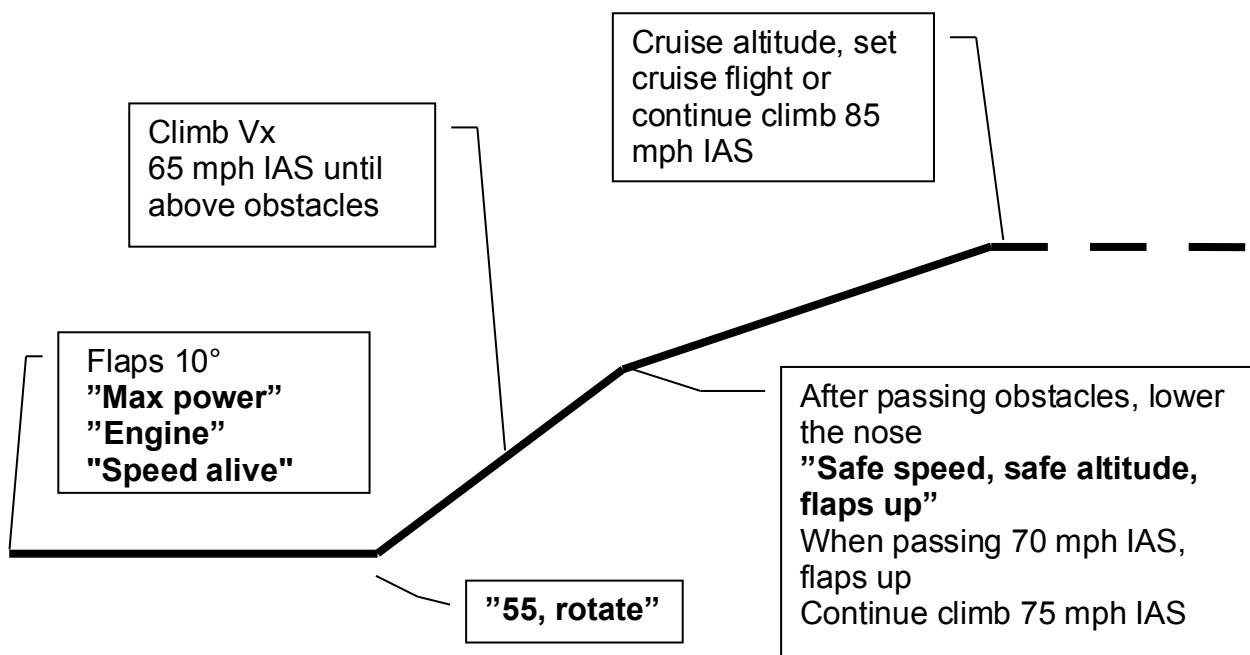 Cruise altitude, set
cruise flight or
continue climb 85
mph IAS
Climb Vx
65 mph IAS until
above obstacles
Flaps 10°
”Max power”
”Engine”
"Speed alive"
After passing obstacles, lower
the nose
”Safe speed, safe altitude,
flaps up”
When passing 70 mph IAS,
flaps up
Continue climb 75 mph IAS
”55, rotate”